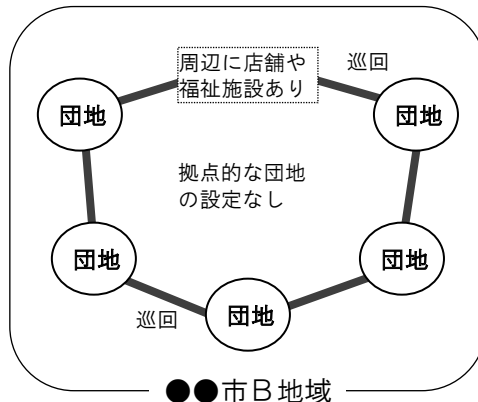 周辺に店舗や
福祉施設あり
巡回
団地
団地
拠点的な団地
の設定なし
団地
団地
巡回
団地
●●市B地域